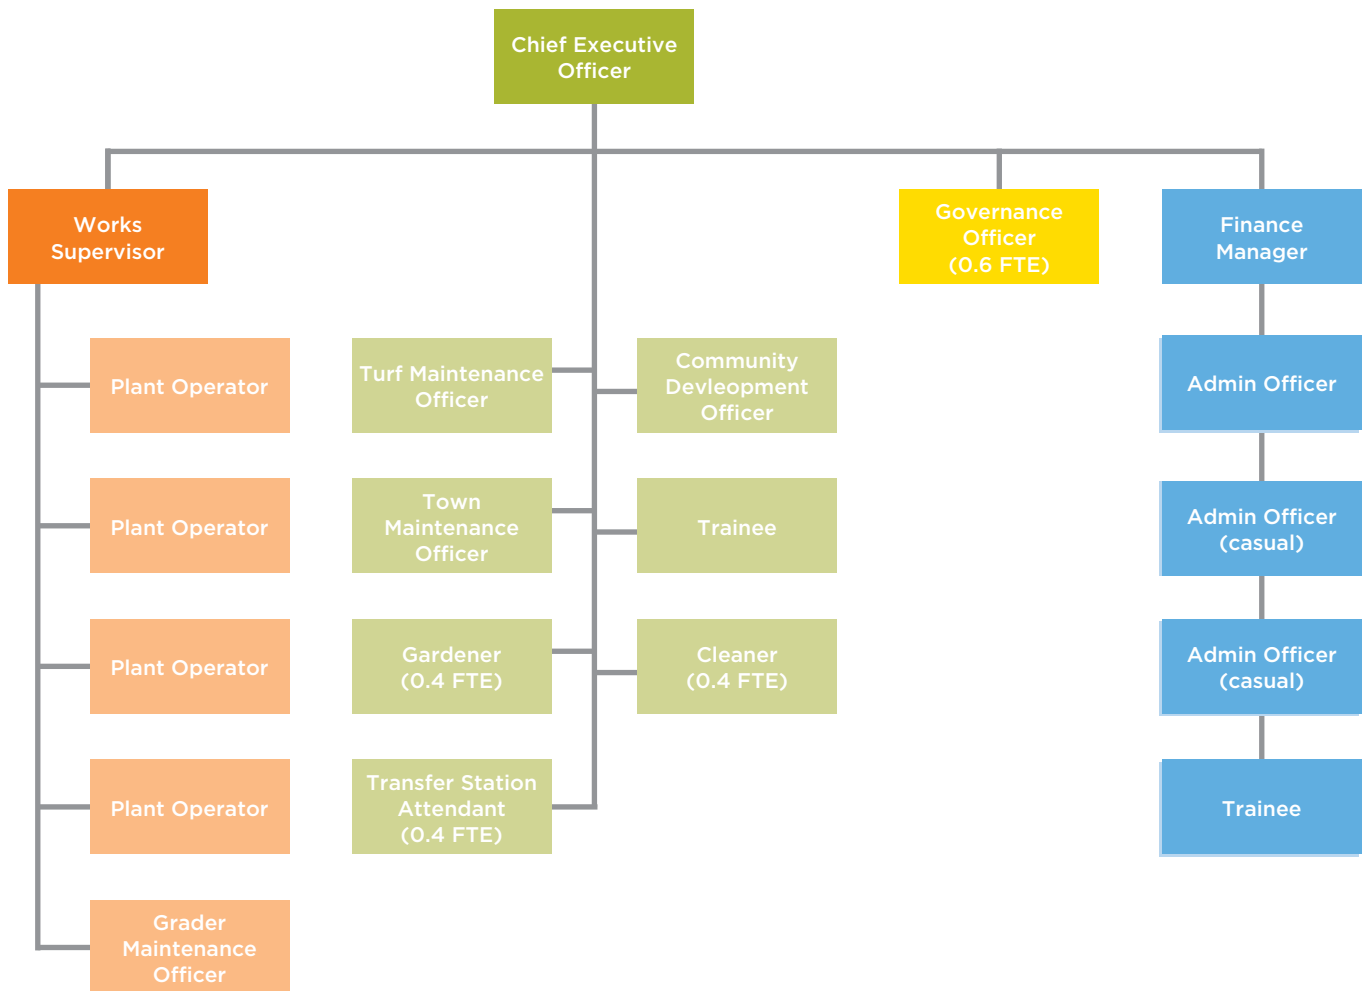 Chief Executive
Officer
Works
Supervisor
Governance
Officer
(0.6 FTE)
Finance
Manager
Plant Operator
Turf Maintenance
Officer
Community
Devleopment
Officer
Admin Officer
Plant Operator
Town
Maintenance
Officer
Trainee
Admin Officer
(casual)
Plant Operator
Gardener
(0.4 FTE)
Cleaner
(0.4 FTE)
Admin Officer
(casual)
Plant Operator
Transfer Station
Attendant
(0.4 FTE)
Trainee
Grader
Maintenance
Officer